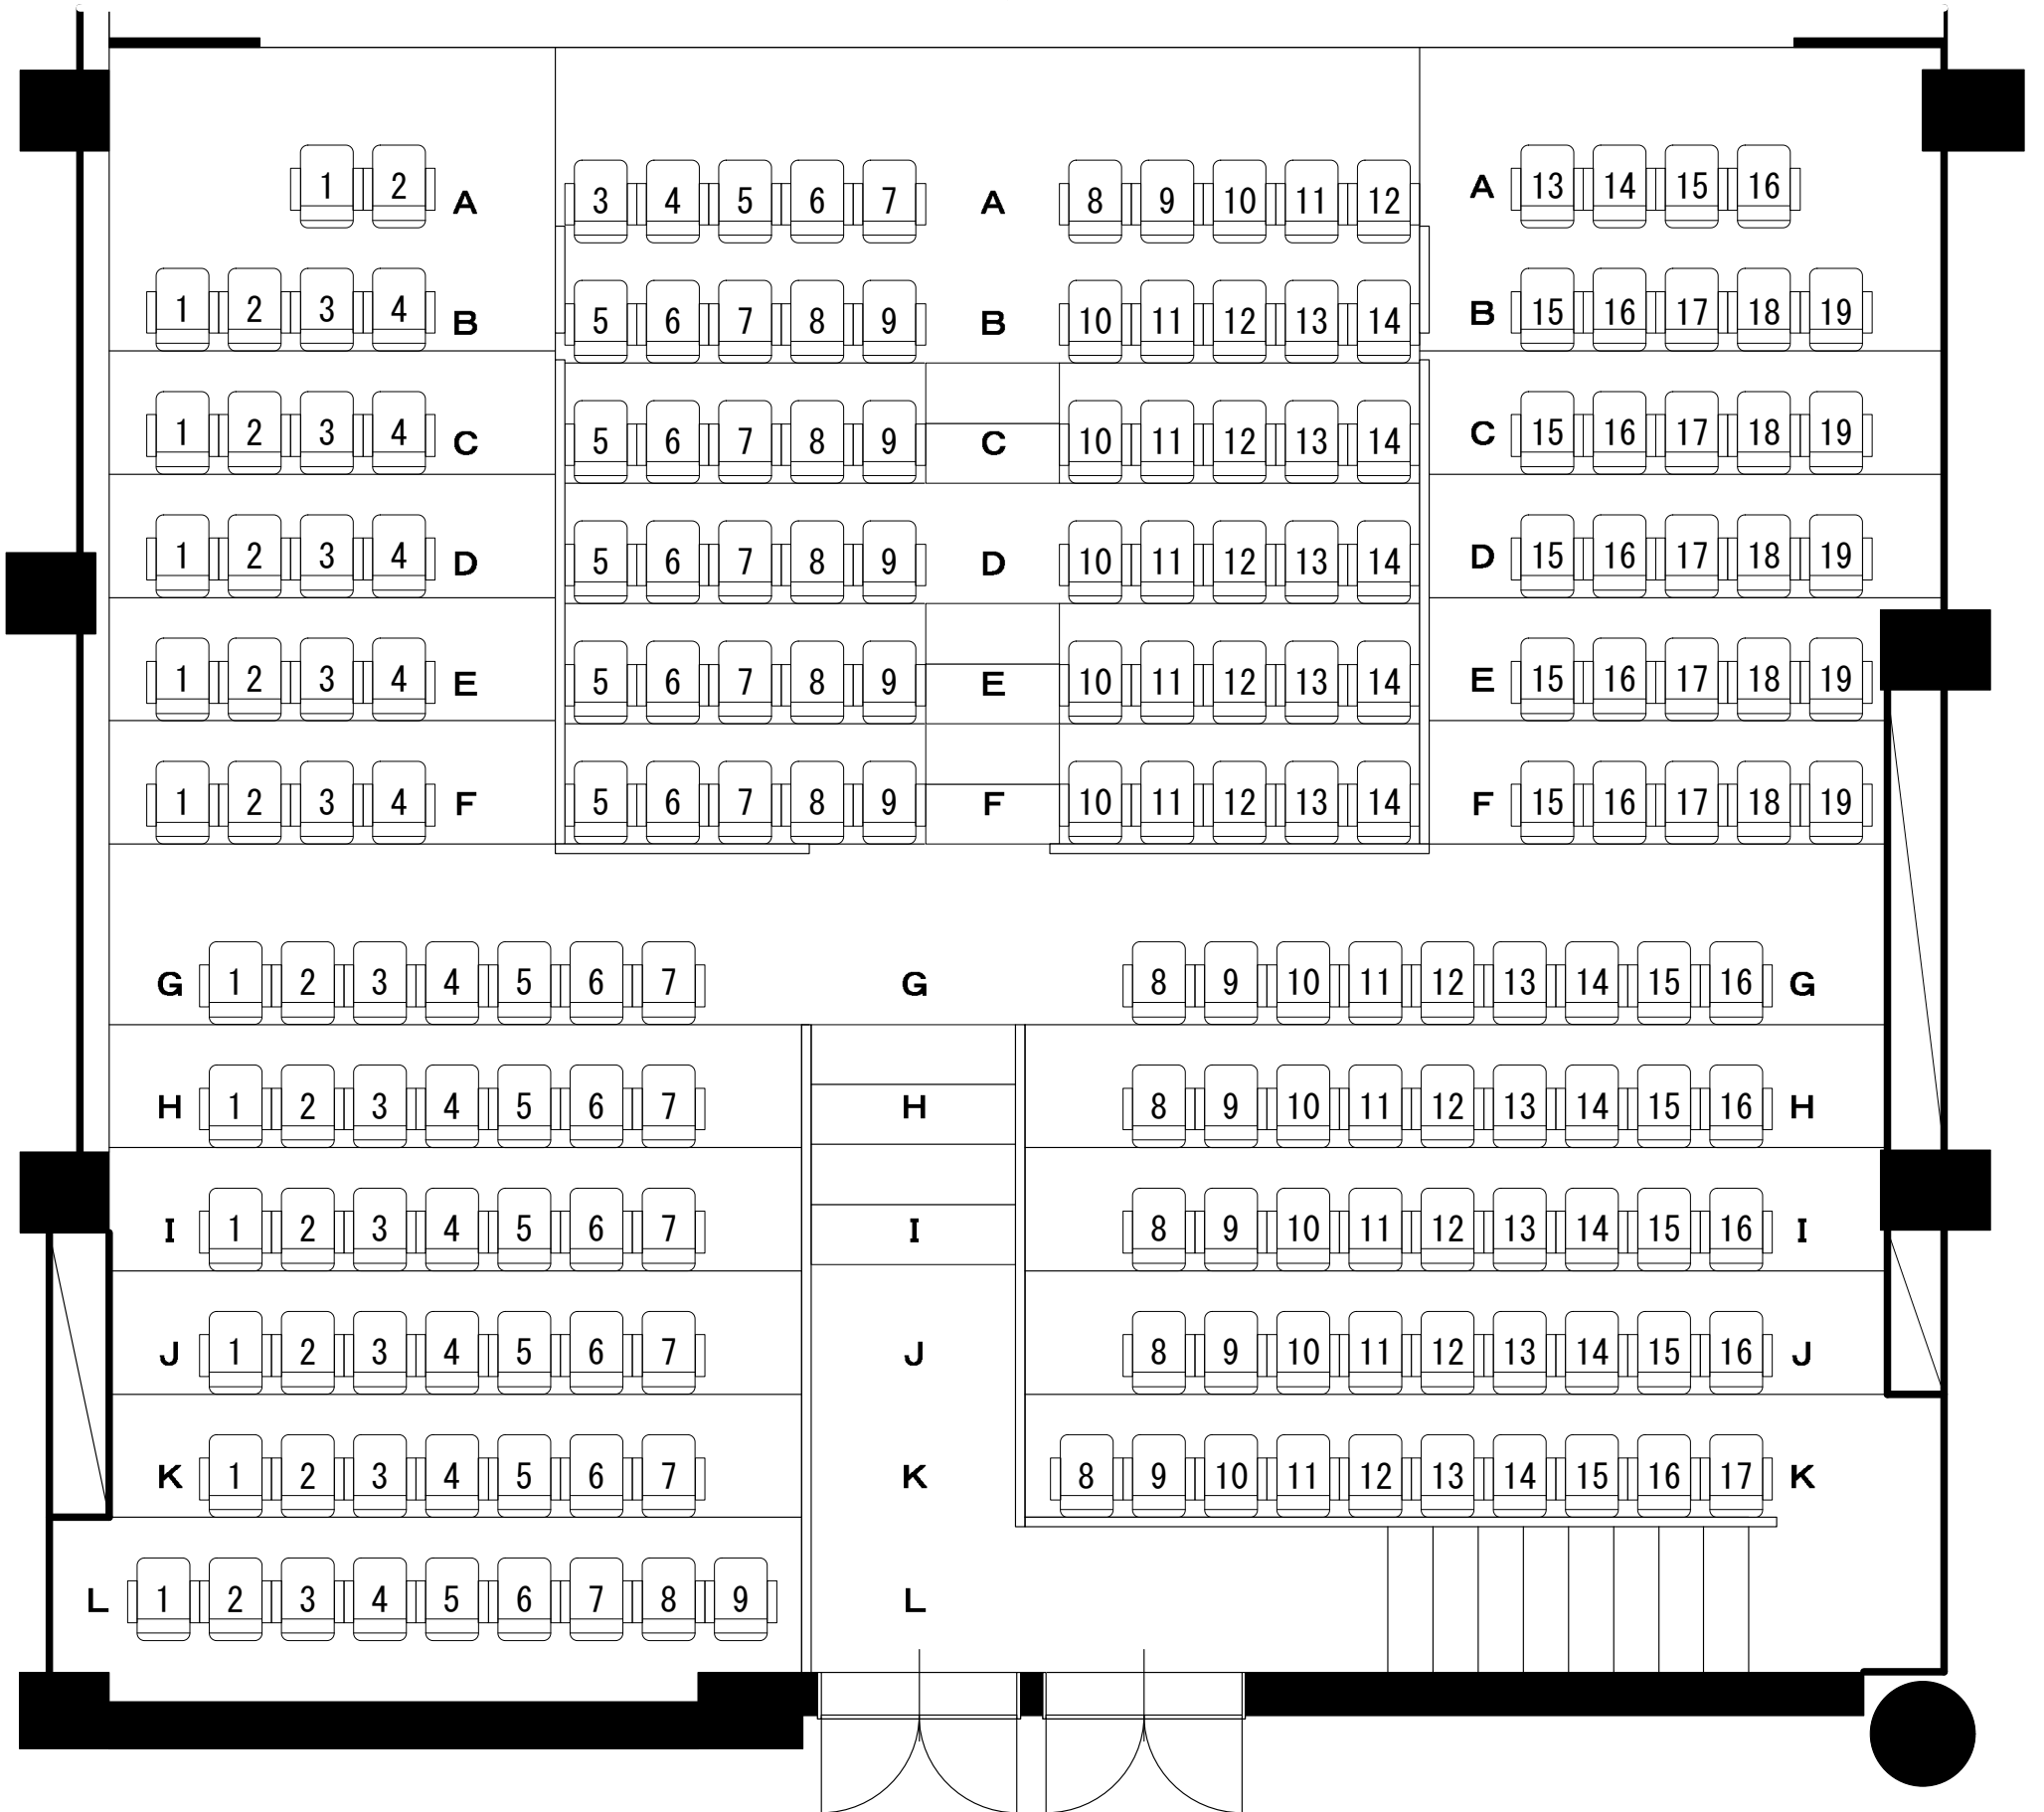 1 2 A 3 4 5 6 7 A 8 9 10 11 12 A 13 14 15 16
1 2 3 4 B 5 6 7 8 9 B 10 11 12 13 14 B 15 16 17 18 19
1 2 3 4 C 5 6 7 8 9 C 10 11 12 13 14 C 15 16 17 18 19
1 2 3 4 D 5 6 7 8 9 D 10 11 12 13 14 D 15 16 17 18 19
1 2 3 4 E 5 6 7 8 9 E 10 11 12 13 14 E 15 16 17 18 19
1 2 3 4 F 5 6 7 8 9 F 10 11 12 13 14 F 15 16 17 18 19
G 1 2 3 4 5 6 7 G 8 9 10 11 12 13 14 15 16 G
H 1 2 3 4 5 6 7 H 8 9 10 11 12 13 14 15 16 H
I 1 2 3 4 5 6 7 I 8 9 10 11 12 13 14 15 16 I
J 1 2 3 4 5 6 7 J 8 9 10 11 12 13 14 15 16 J
K 1 2 3 4 5 6 7 K 8 9 10 11 12 13 14 15 16 17 K
L 1 2 3 4 5 6 7 8 9 L